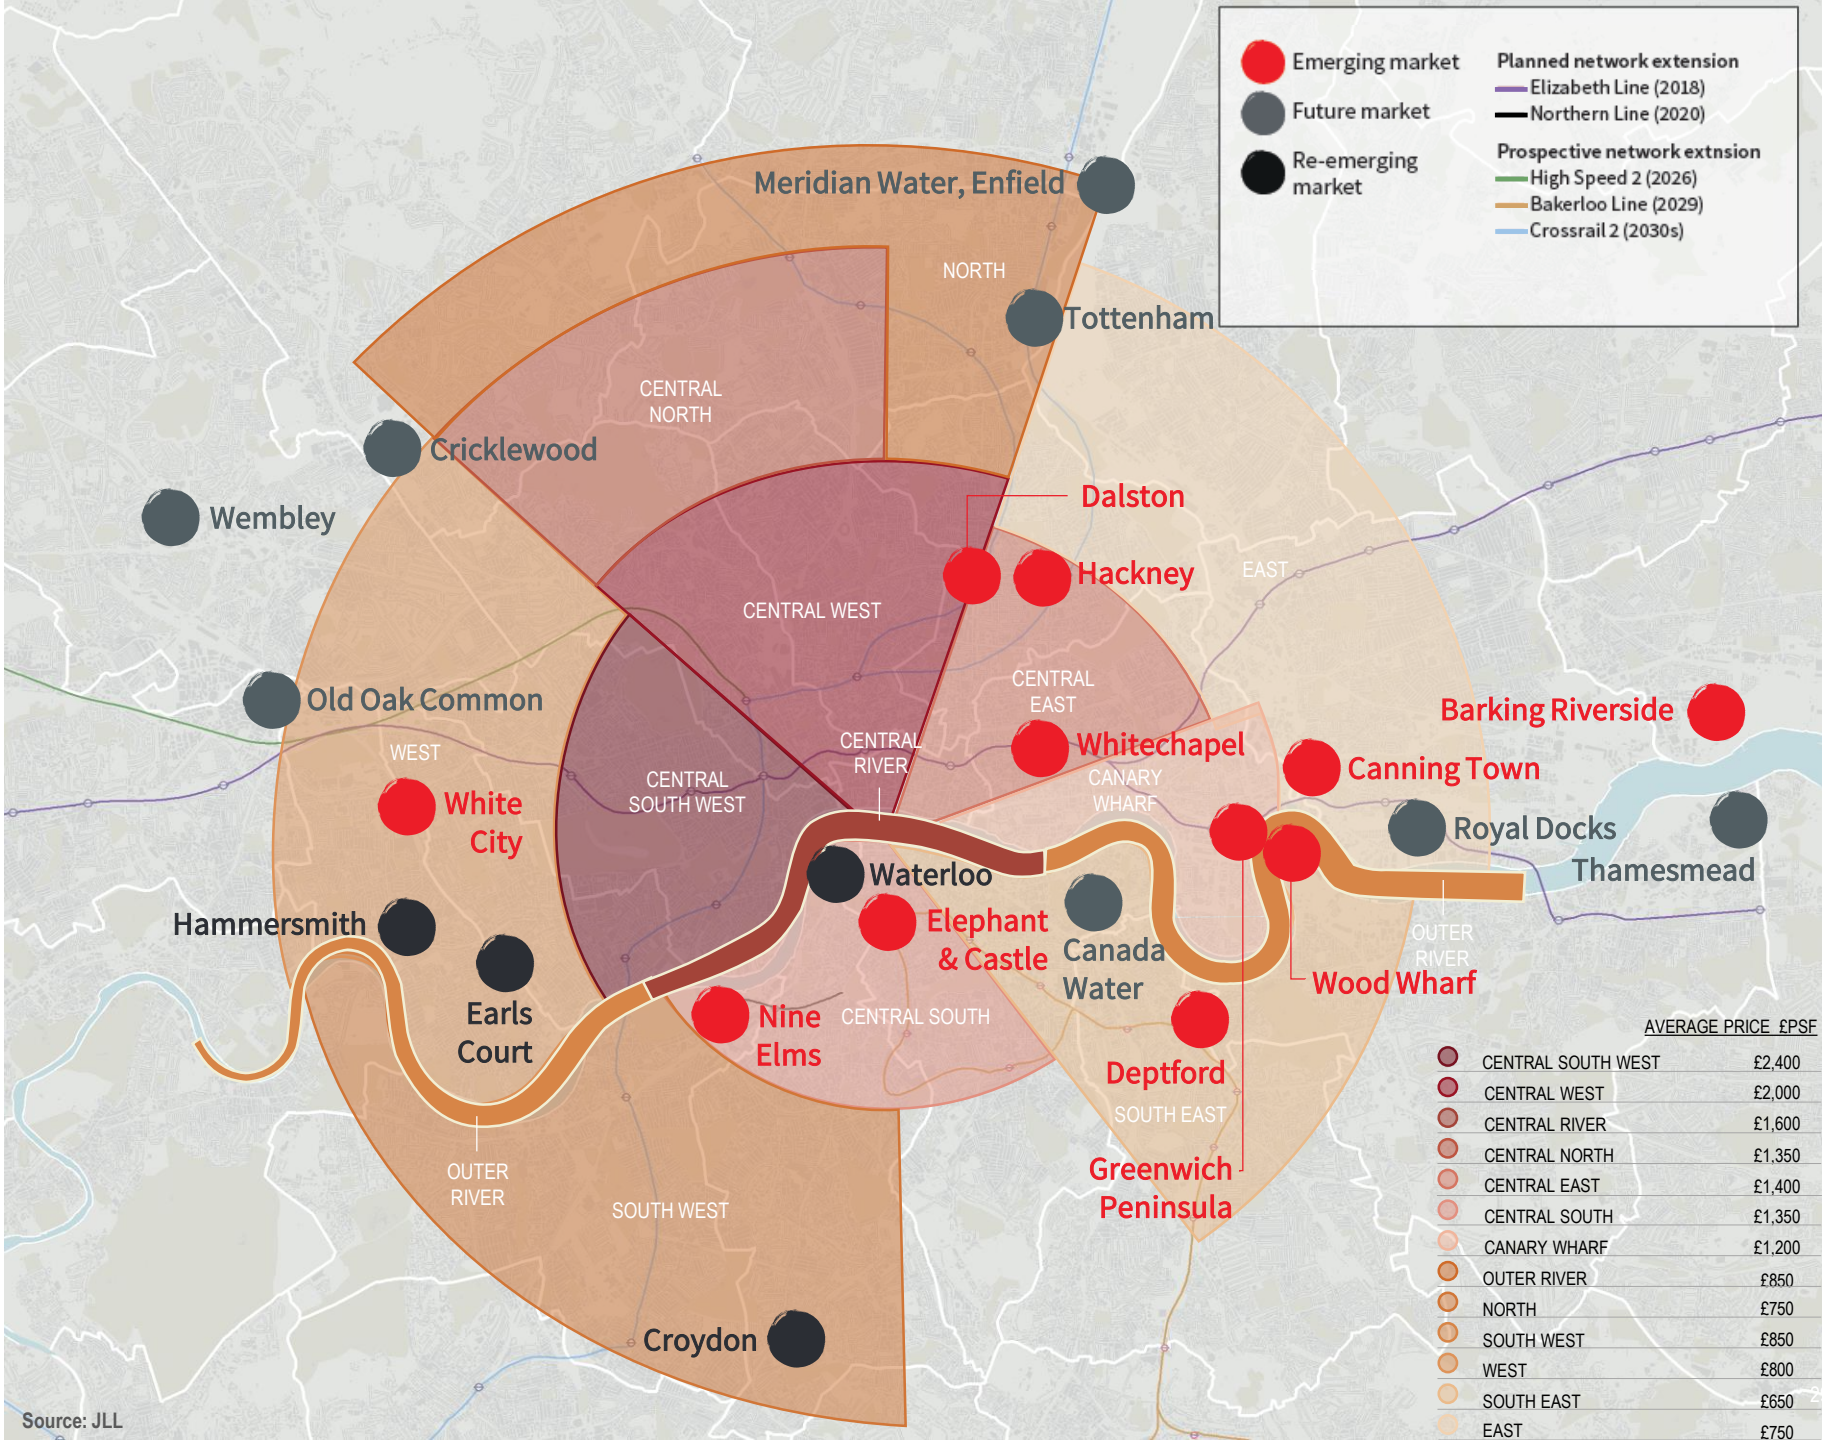 Emerging market
Future market
Re-emerging
market
Planned network extension
Elizabeth Line (2018)
Northern Line (2020)
Prospective network extnsion
High Speed 2 (2026)
Bakerloo Line (2029)
Crossrail 2 (2030s)
Meridian Water, Enfield
NORTH
Tottenham
CENTRAL
NORTH
Cricklewood
Wembley
Dalston
Hackney
EAST
CENTRAL WEST
Old Oak Common
WEST
CENTRAL
EAST
Barking Riverside
CENTRAL
RIVER
Whitechapel
CANARY
WHARF
Canning Town
CENTRAL
SOUTH WEST
White
City
Royal Docks
Thamesmead
Waterloo
Hammersmith
Elephant
& Castle
Canada
Water
OUTER
RIVER
Wood Wharf
Earls
Court
Nine
Elms
CENTRAL SOUTH
Deptford
SOUTH EAST
Greenwich
Peninsula
OUTER
RIVER
SOUTH WEST
Croydon
AVERAGE PRICE £PSF
CENTRAL SOUTH WEST £2,400
CENTRAL WEST £2,000
CENTRAL RIVER £1,600
CENTRAL NORTH £1,350
CENTRAL EAST £1,400
CENTRAL SOUTH £1,350
CANARY WHARF £1,200
OUTER RIVER £850
NORTH £750
SOUTH WEST £850
WEST £800
SOUTH EAST £650
EAST £750
Source: JLL